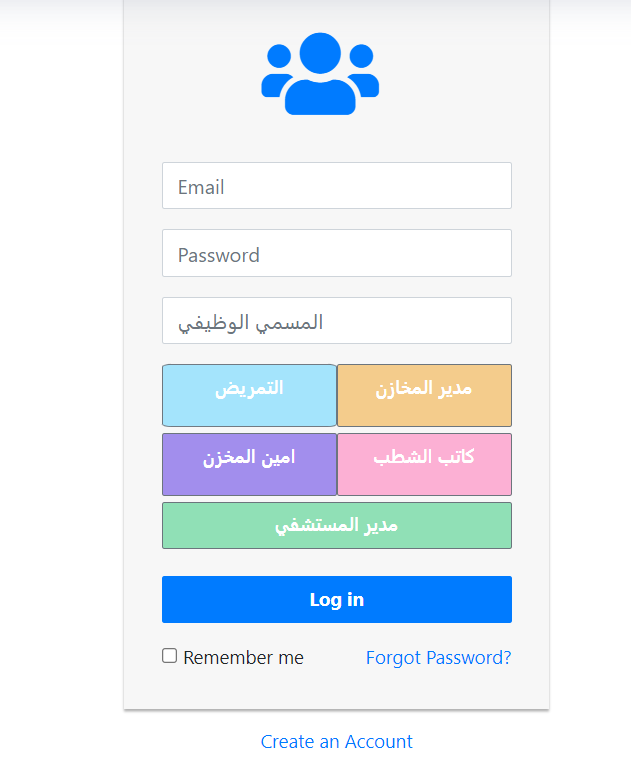 Email
Password
المسمي الوظيفي
التمريض
مدير المخازن
امين المخزن
كاتب الشطب
مدير المستشفي
Log in
Remember me
Forgot Password?
Create an Account